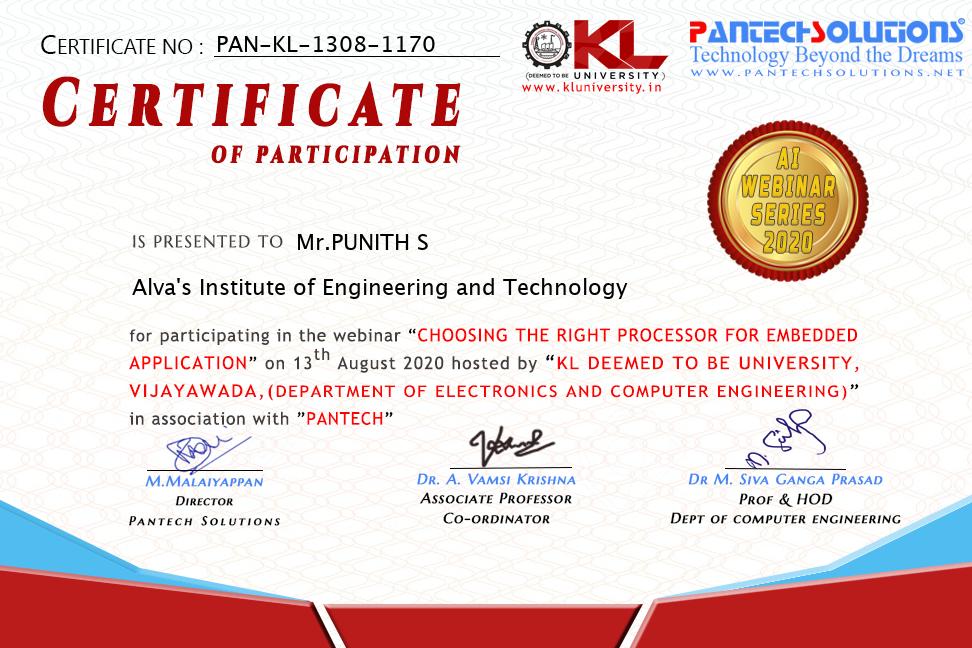 CERTIFICATE NO : PAN-KL-1308-1170
KL
(DEEMED TO BE UNIVERSITY)
www.kluniversity.in
PANTECH SOLUTIONS®
Technology Beyond the Dreams
WWW.PANTECHSOLUTIONS.NET
CERTIFICATE
OF PARTICIPATION
AI
WEBINAR
SERIES
2020
IS PRESENTED TO Mr.PUNITH S
Alva's Institute of Engineering and Technology
for participating in the webinar “CHOOSING THE RIGHT PROCESSOR FOR EMBEDDED
APPLICATION” on 13th August 2020 hosted by “KL DEEMED TO BE UNIVERSITY,
VIJAYAWADA,(DEPARTMENT OF ELECTRONICS AND COMPUTER ENGINEERING)”
in association with ”PANTECH”
M.MALAIYAPPAN
DIRECTOR
PANTECH SOLUTIONS
DR. A. VAMSI KRISHNA
ASSOCIATE PROFESSOR
CO-ORDINATOR
DR M. SIVA GANGA PRASAD
PROF & HOD
DEPT OF COMPUTER ENGINEERING